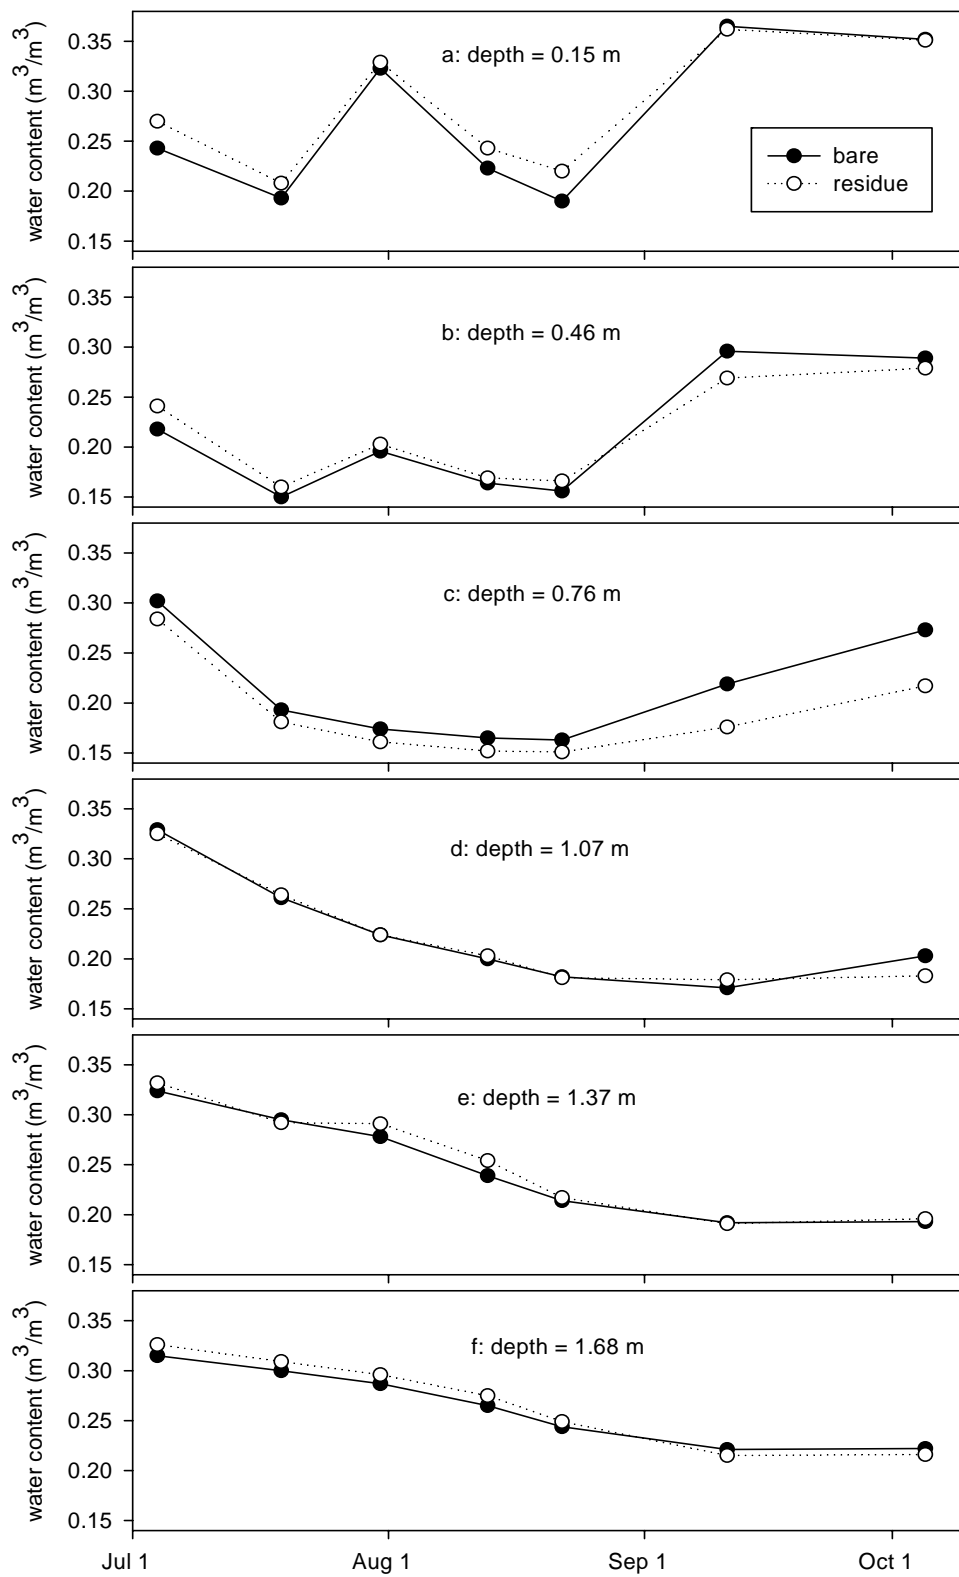 water content (m³/m³)
0.35
0.30
0.25
0.20
0.15
a: depth = 0.15 m
bare
residue
water content (m³/m³)
0.35
0.30
0.25
0.20
0.15
b: depth = 0.46 m
water content (m³/m³)
0.35
0.30
0.25
0.20
0.15
c: depth = 0.76 m
water content (m³/m³)
0.35
0.30
0.25
0.20
0.15
d: depth = 1.07 m
water content (m³/m³)
0.35
0.30
0.25
0.20
0.15
e: depth = 1.37 m
water content (m³/m³)
0.35
0.30
0.25
0.20
0.15
f: depth = 1.68 m
Jul 1 Aug 1 Sep 1 Oct 1